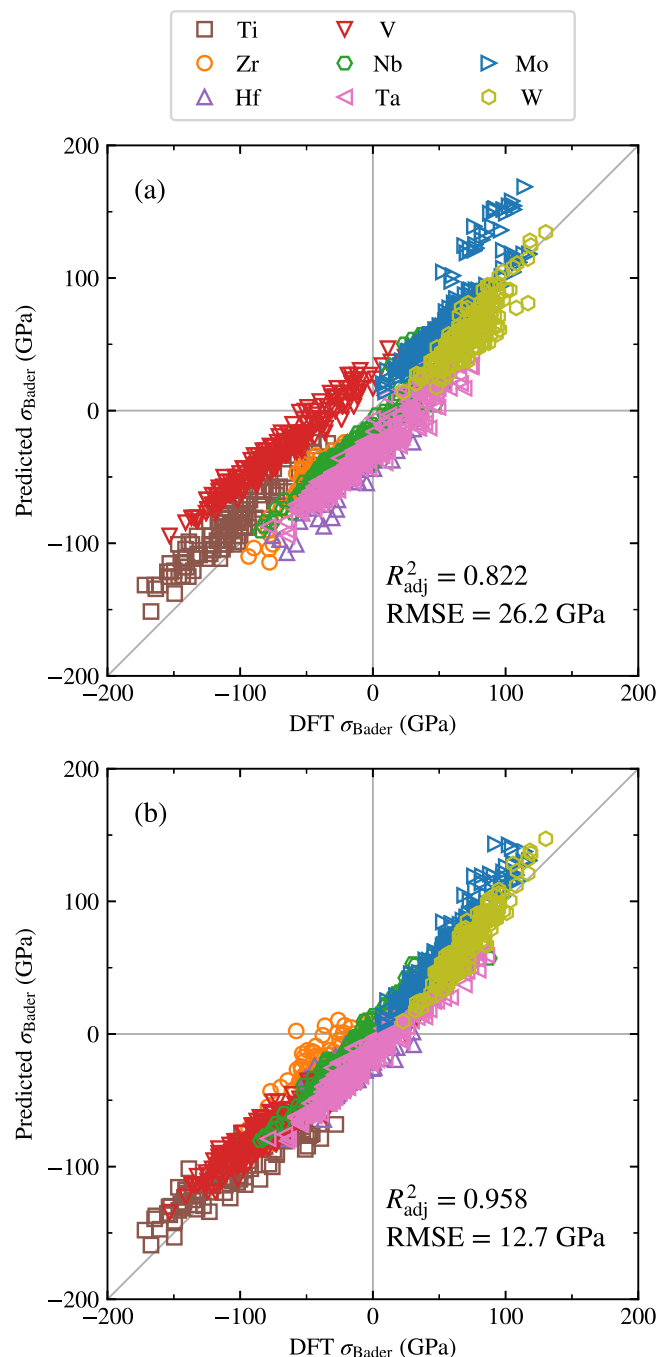 Ti V
Zr Nb Mo
Hf Ta W
200
(a)
100
0
−100
−200
Predicted σBader (GPa)
R²adj = 0.822
RMSE = 26.2 GPa
−200 −100 0 100 200
DFT σBader (GPa)
200
(b)
100
0
−100
−200
Predicted σBader (GPa)
R²adj = 0.958
RMSE = 12.7 GPa
−200 −100 0 100 200
DFT σBader (GPa)